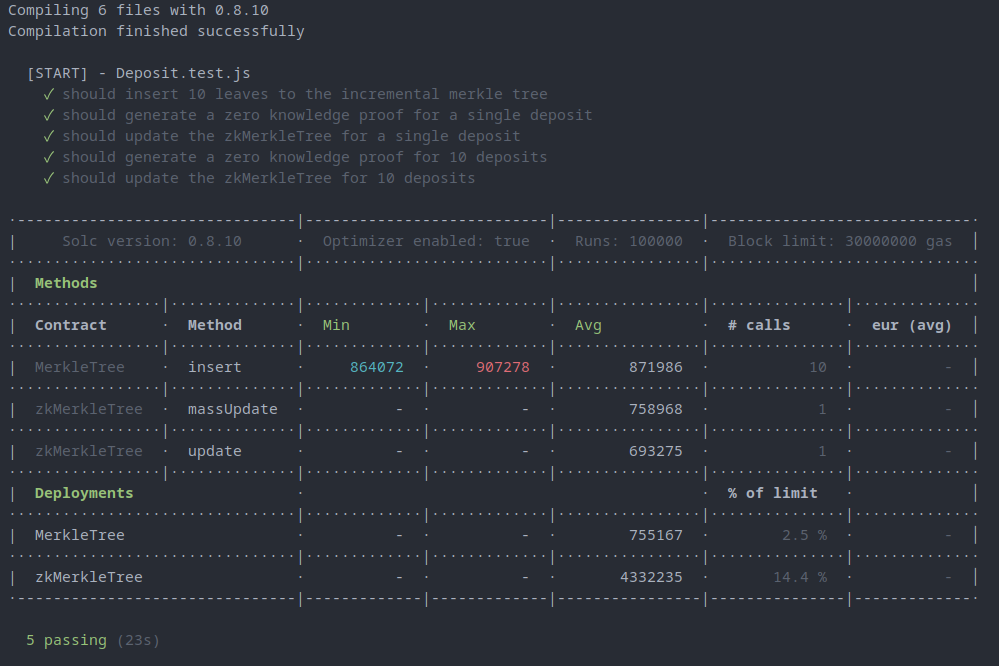 Compiling 6 files with 0.8.10
Compilation finished successfully
[START] - Deposit.test.js
✓ should insert 10 leaves to the incremental merkle tree
✓ should generate a zero knowledge proof for a single deposit
✓ should update the zkMerkleTree for a single deposit
✓ should generate a zero knowledge proof for 10 deposits
✓ should update the zkMerkleTree for 10 deposits
·--------------------------------|---------------------------|----------------|-----------------------------·
| Solc version: 0.8.10 · Optimizer enabled: true · Runs: 100000 · Block limit: 30000000 gas |
·································|···························|················|······························
| Methods |
·················|···············|·············|·············|················|···············|··············
| Contract · Method · Min · Max · Avg · # calls · eur (avg) |
·················|···············|·············|·············|················|···············|··············
| MerkleTree · insert · 864072 · 907278 · 871986 · 10 · - |
·················|···············|·············|·············|················|···············|··············
| zkMerkleTree · massUpdate · - · - · 758968 · 1 · - |
·················|···············|·············|·············|················|···············|··············
| zkMerkleTree · update · - · - · 693275 · 1 · - |
·················|···············|·············|·············|················|···············|··············
| Deployments · · % of limit · |
·································|·············|·············|················|···············|··············
| MerkleTree · - · - · 755167 · 2.5 % · - |
·································|·············|·············|················|···············|··············
| zkMerkleTree · - · - · 4332235 · 14.4 % · - |
·--------------------------------|-------------|-------------|----------------|---------------|-------------·
5 passing (23s)